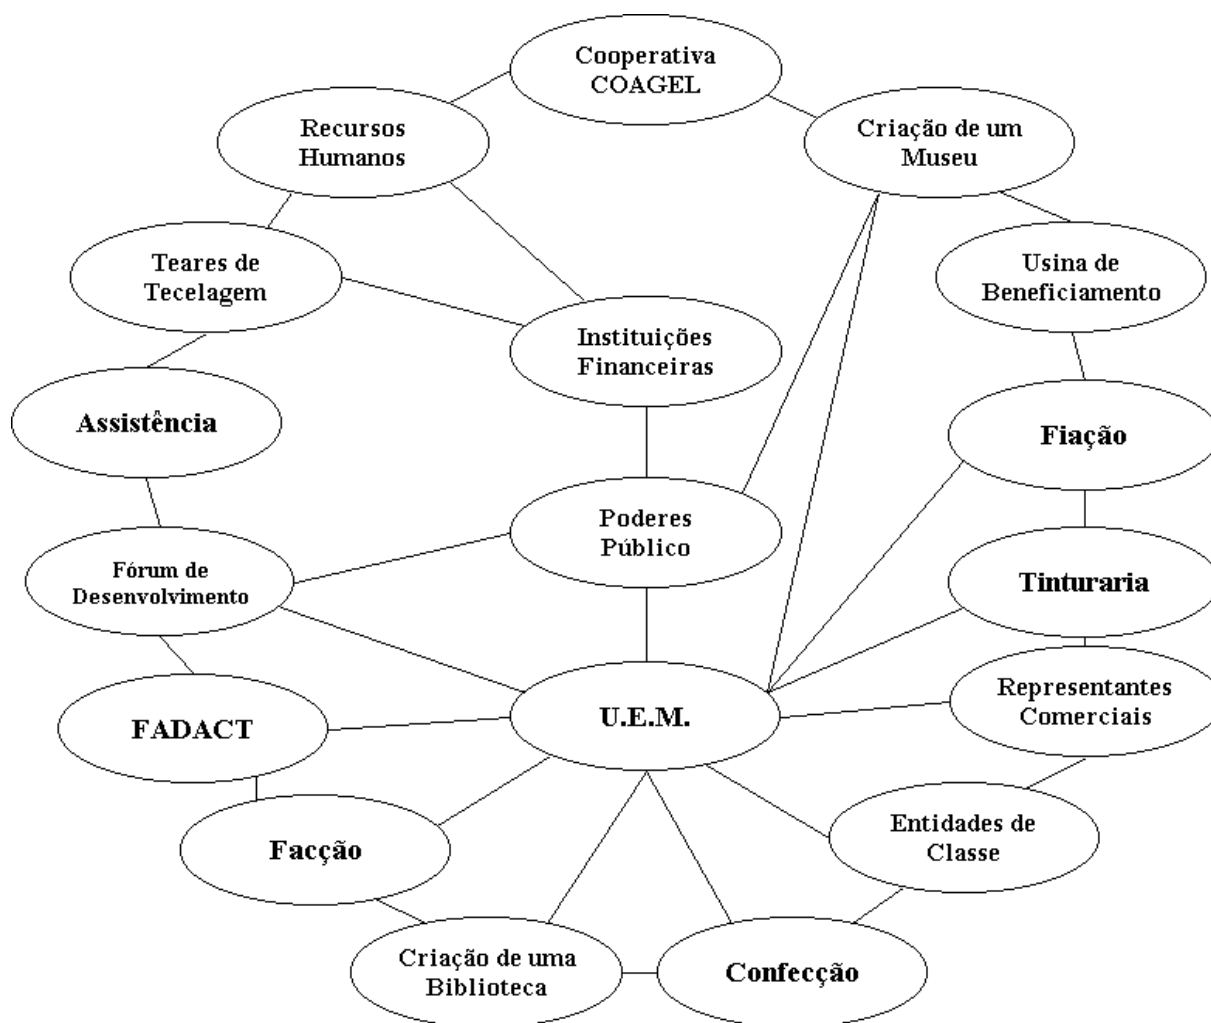 Cooperativa
COAGEL
Recursos
Humanos
Criação de um
Museu
Teares de
Tecelagem
Usina de
Beneficiamento
Instituições
Financeiras
Assistência
Fiação
Poderes
Público
Fórum de
Desenvolvimento
Tinturaria
Representantes
Comerciais
FADACT
U.E.M.
Entidades de
Classe
Facção
Criação de uma
Biblioteca
Confecção